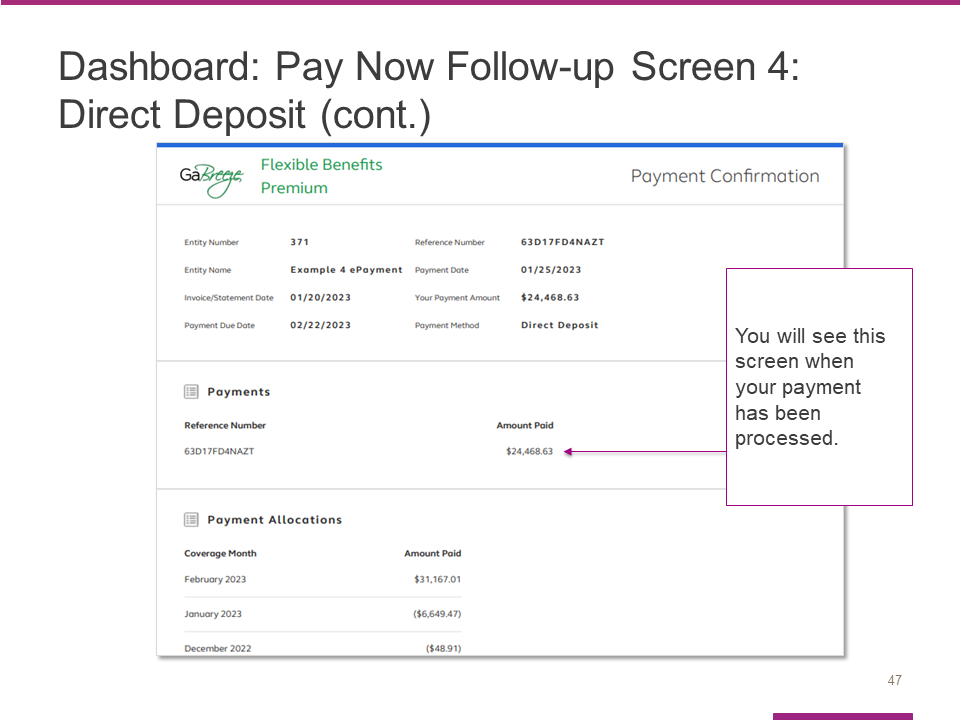 Dashboard: Pay Now Follow-up Screen 4:
Direct Deposit (cont.)
GaBreeze
Flexible Benefits
Premium
Payment Confirmation
Entity Number 371 Reference Number 63D17FD4NAZT
Entity Name Example 4 ePayment Payment Date 01/25/2023
Invoice/Statement Date 01/20/2023 Your Payment Amount $24,468.63
Payment Due Date 02/22/2023 Payment Method Direct Deposit
You will see this
screen when
your payment
has been
processed.
Payments
Reference Number Amount Paid
63D17FD4NAZT $24,468.63
Payment Allocations
Coverage Month Amount Paid
February 2023 $31,167.01
January 2023 ($6,649.47)
December 2022 ($48.91)
47